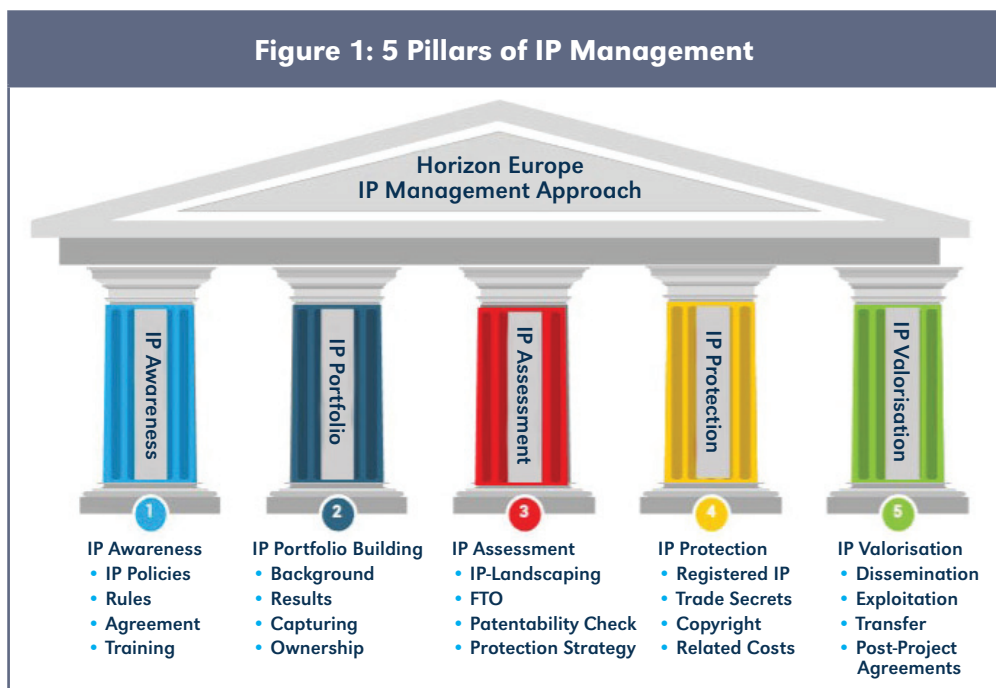 Figure 1: 5 Pillars of IP Management
Horizon Europe
IP Management Approach
IP Awareness
IP Portfolio
IP Assessment
IP Protection
IP Valorisation
1
2
3
4
5
IP Awareness
• IP Policies
• Rules
• Agreement
• Training
IP Portfolio Building
• Background
• Results
• Capturing
• Ownership
IP Assessment
• IP-Landscaping
• FTO
• Patentability Check
• Protection Strategy
IP Protection
• Registered IP
• Trade Secrets
• Copyright
• Related Costs
IP Valorisation
• Dissemination
• Exploitation
• Transfer
• Post-Project
Agreements